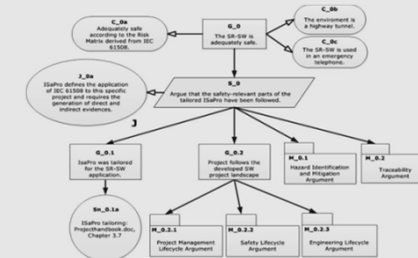 C_0a
Adequately safe
according to the Risk
Matrix derived from IEC
61508.
G_0
The SR-SW is
adequately safe.
C_0b
The enviroment is
a highway tunnel.
C_0c
The SR-SW is used
in an emergency
telephone.
J_0a
ISaPro defines the application
of IEC 61508 to this specific
project and requires the
generation of direct and
indirect evidences.
J
S_0
Argue that the safety-relevant parts of the
tailored ISaPro have been followed.
G_0.1
IsaPro was tailored
for the SR-SW
application.
G_0.2
Project follows the
developed SW
project landscape
M_0.1
Hazard Identification
and Mitigation
Argument
M_0.2
Traceability
Argument
Sn_0.1a
ISaPro tailoring:
Projecthandbook.doc,
Chapter 3.7
M_0.2.1
Project Management
Lifecycle Argument
M_0.2.2
Safety Lifecycle
Argument
M_0.2.3
Engineering Lifecycle
Argument